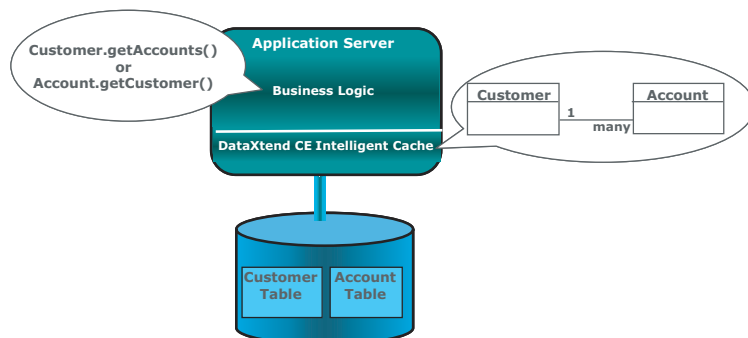 Customer.getAccounts()
or
Account.getCustomer()
Application Server
Business Logic
DataXtend CE Intelligent Cache
Customer
Account
1
many
Customer
Table
Account
Table